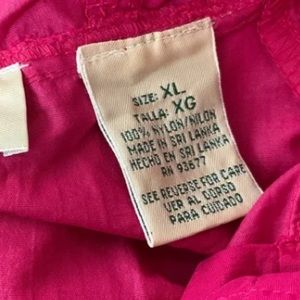 SIZE: XL
TALLA: XG
100% NYLON/NILON
MADE IN SRI LANKA
HECHO EN SRI LANKA
RN 93677
SEE REVERSE FOR CARE
VER AL DORSO
PARA CUIDADO